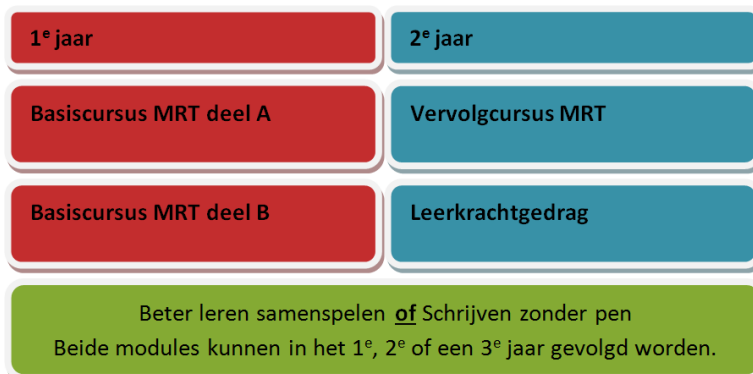 1e jaar
2e jaar
Basiscursus MRT deel A
Vervolgcursus MRT
Basiscursus MRT deel B
Leerkrachtgedrag
Beter leren samenspelen of Schrijven zonder pen
Beide modules kunnen in het 1e, 2e of een 3e jaar gevolgd worden.